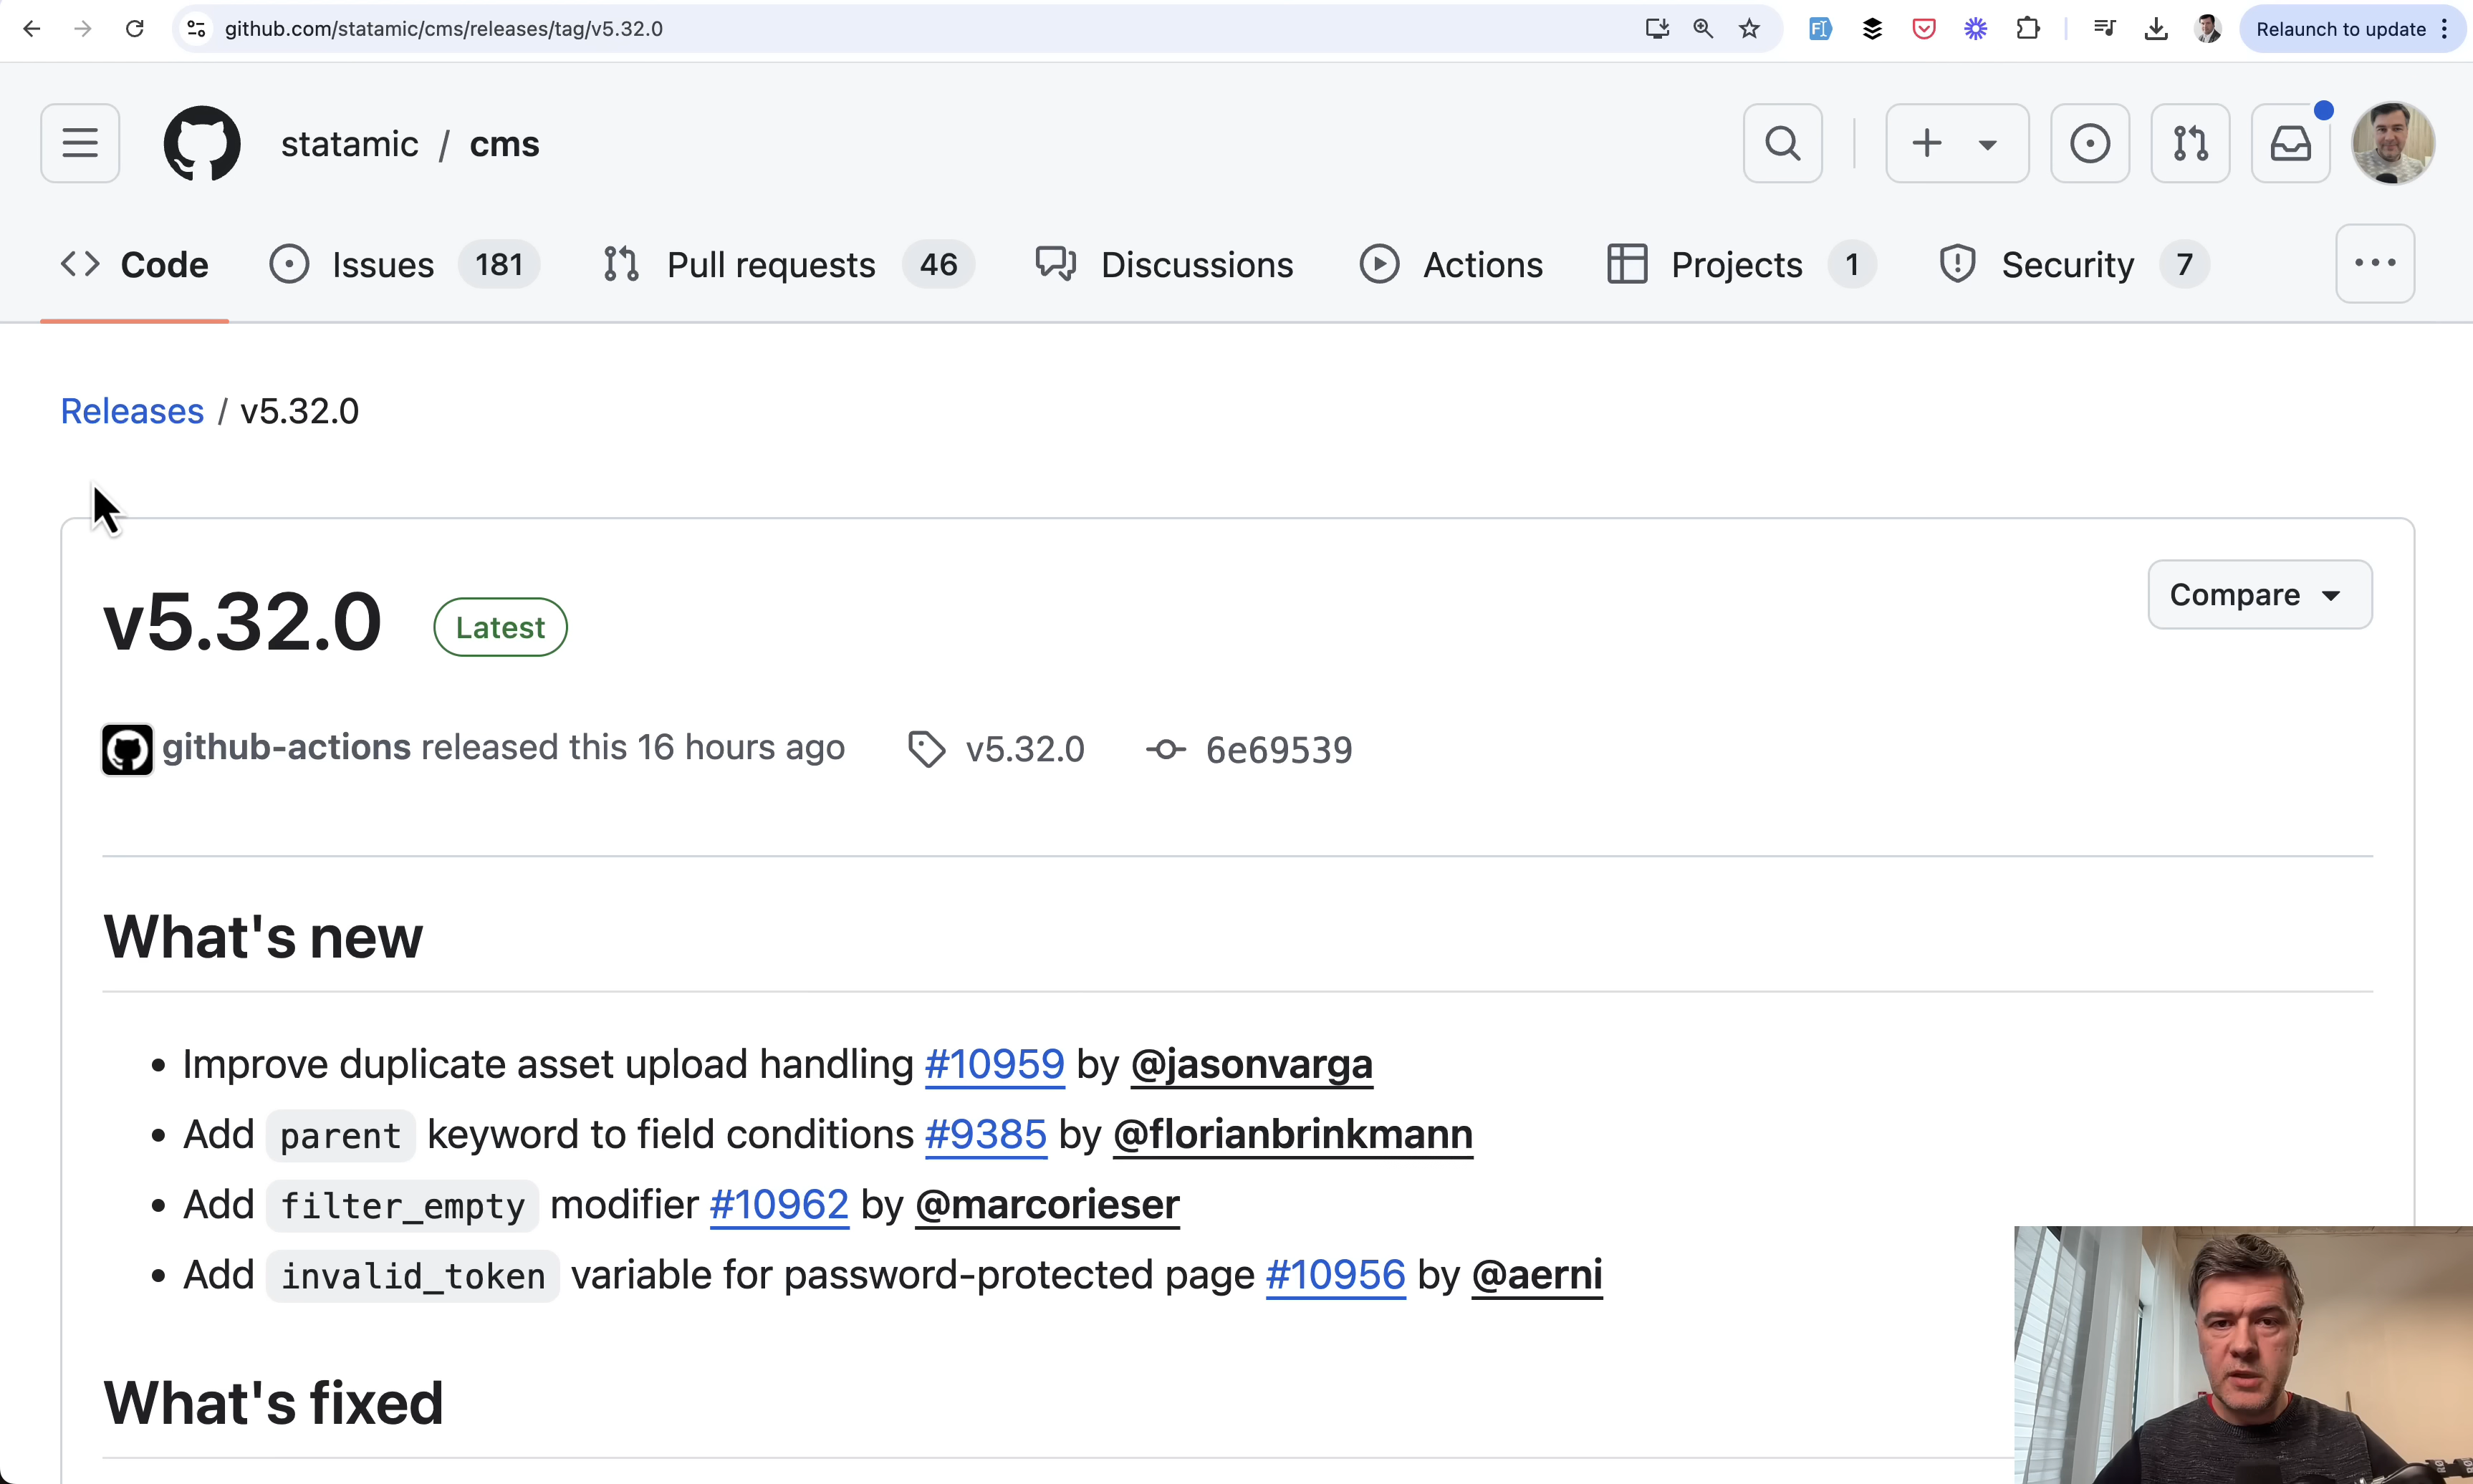 github.com/statamic/cms/releases/tag/v5.32.0
Relaunch to update
statamic / cms
Code
Issues 181
Pull requests 46
Discussions
Actions
Projects 1
Security 7
Releases / v5.32.0
v5.32.0 Latest
Compare
github-actions released this 16 hours ago v5.32.0 6e69539
What's new
• Improve duplicate asset upload handling #10959 by @jasonvarga
• Add parent keyword to field conditions #9385 by @florianbrinkmann
• Add filter_empty modifier #10962 by @marcorieser
• Add invalid_token variable for password-protected page #10956 by @aerni
What's fixed